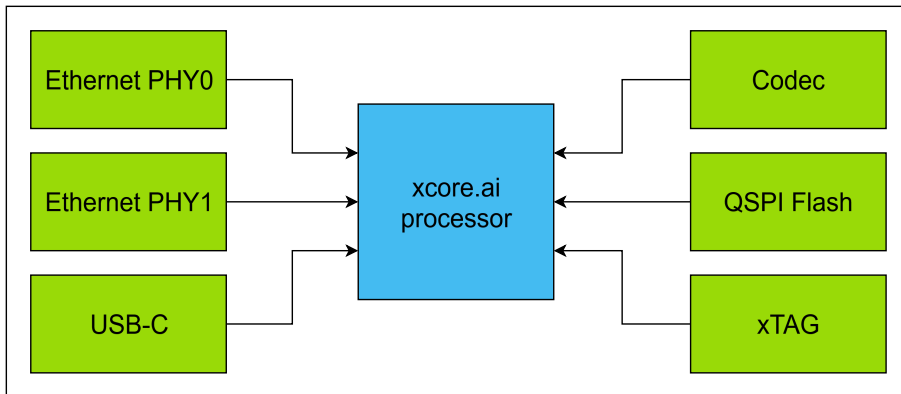 Ethernet PHY0
Ethernet PHY1
USB-C
xcore.ai
processor
Codec
QSPI Flash
xTAG